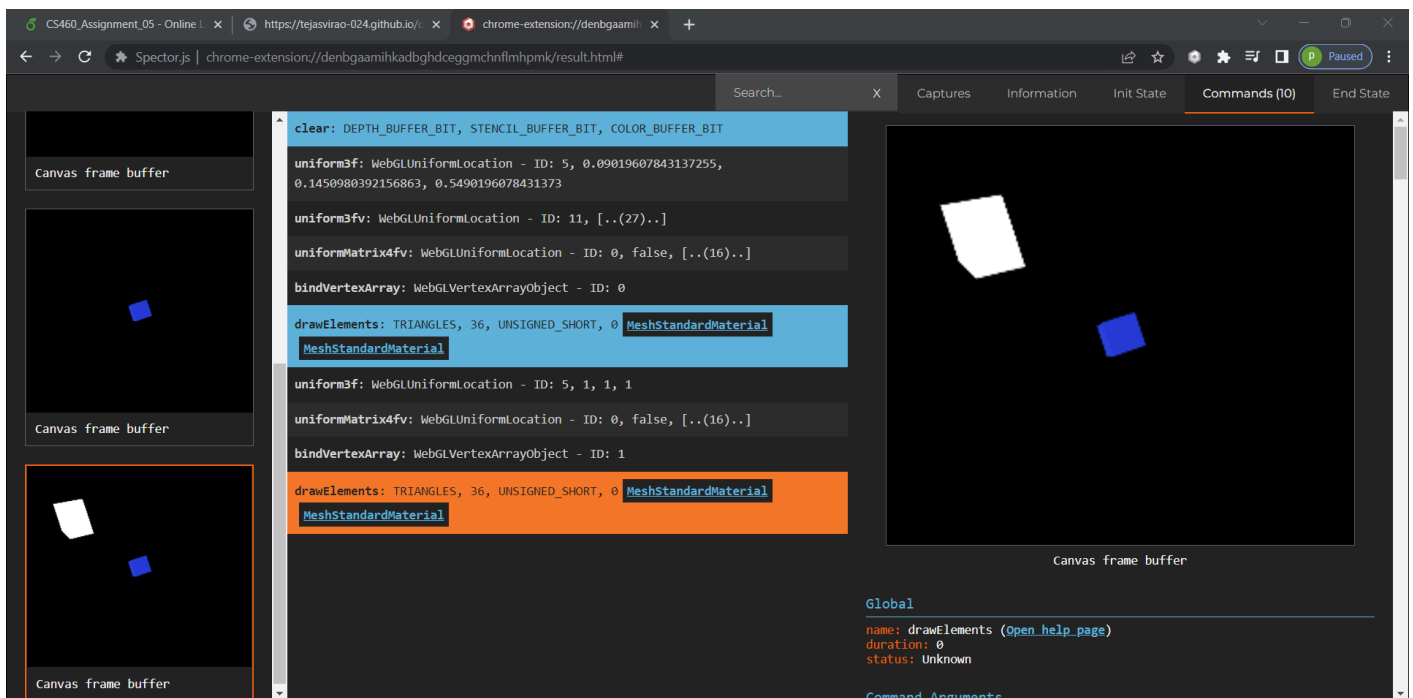 CS460_Assignment_05 - Online L
https://tejasvirao-024.github.io/c
chrome-extension://denbgaamih
Spector.js | chrome-extension://denbgaamihkadbghdceggmchnflmhpmk/result.html#
P Paused
Search...
X
Captures
Information
Init State
Commands (10)
End State
Canvas frame buffer
Canvas frame buffer
Canvas frame buffer
clear: DEPTH_BUFFER_BIT, STENCIL_BUFFER_BIT, COLOR_BUFFER_BIT
uniform3f: WebGLUniformLocation - ID: 5, 0.09019607843137255,
0.1450980392156863, 0.5490196078431373
uniform3fv: WebGLUniformLocation - ID: 11, [..(27)..]
uniformMatrix4fv: WebGLUniformLocation - ID: 0, false, [..(16)..]
bindVertexArray: WebGLVertexArrayObject - ID: 0
drawElements: TRIANGLES, 36, UNSIGNED_SHORT, 0 MeshStandardMaterial
MeshStandardMaterial
uniform3f: WebGLUniformLocation - ID: 5, 1, 1, 1
uniformMatrix4fv: WebGLUniformLocation - ID: 0, false, [..(16)..]
bindVertexArray: WebGLVertexArrayObject - ID: 1
drawElements: TRIANGLES, 36, UNSIGNED_SHORT, 0 MeshStandardMaterial
MeshStandardMaterial
Canvas frame buffer
Global
name: drawElements (Open help page)
duration: 0
status: Unknown
Command Arguments